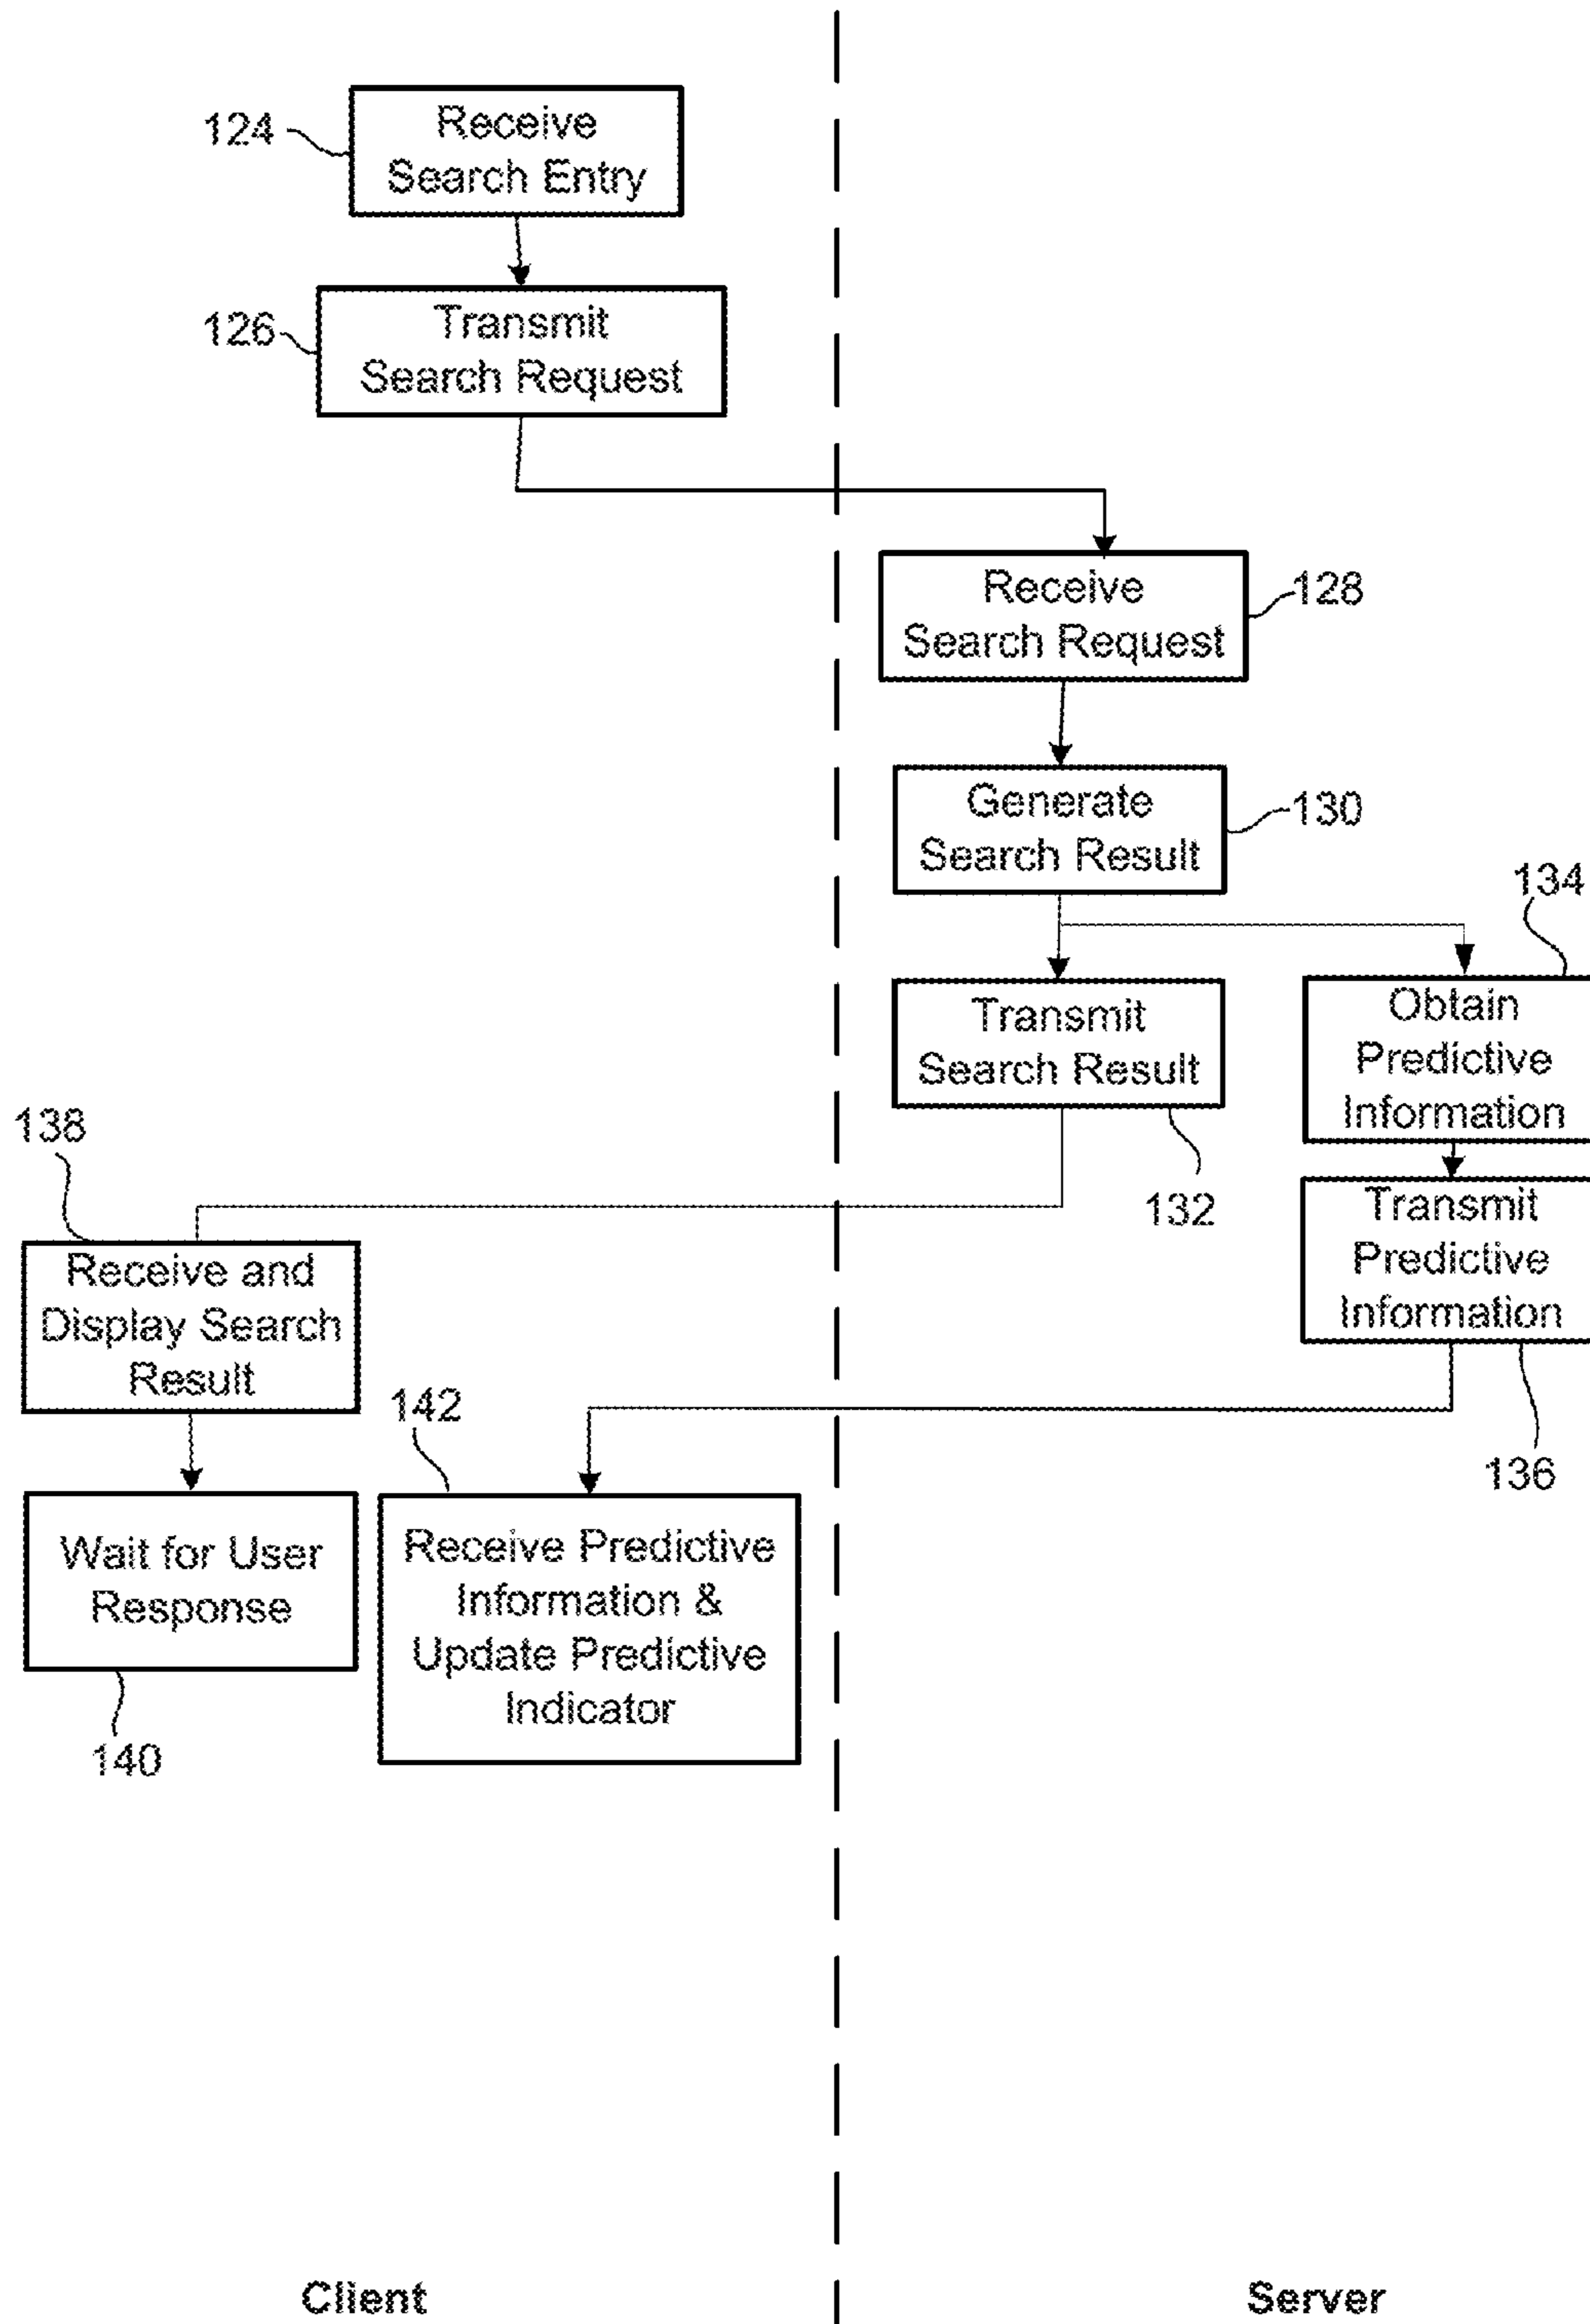 124
Receive
Search Entry
126
Transmit
Search Request
Receive
Search Request
128
Generate
Search Result
130
134
Transmit
Search Result
Obtain
Predictive
Information
132
Transmit
Predictive
Information
136
138
Receive and
Display Search
Result
142
Wait for User
Response
140
Receive Predictive
Information &
Update Predictive
Indicator
Client
Server